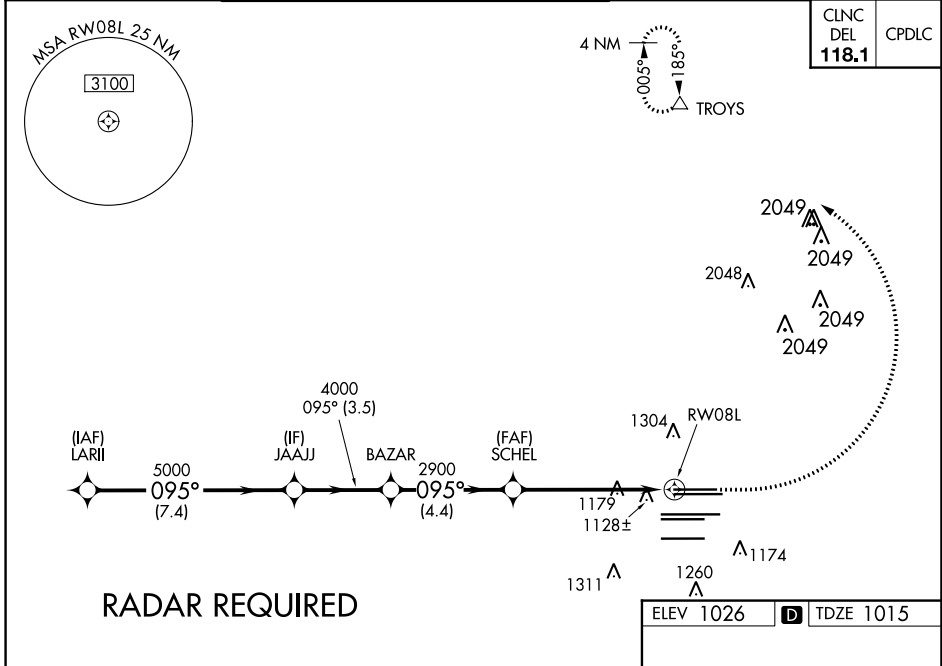 MSA RW08L 25 NM
3100
CLNC
DEL
118.1
CPDLC
4 NM
005°
185°
TROYS
2049
2049
2048
2049
2049
4000
095° (3.5)
1304
RW08L
(IAF)
LARII
(IF)
JAAJJ
BAZAR
(FAF)
SCHEL
5000
095°
(7.4)
2900
095°
(4.4)
1179
1128±
1174
1311
1260
RADAR REQUIRED
ELEV 1026
D
TDZE 1015